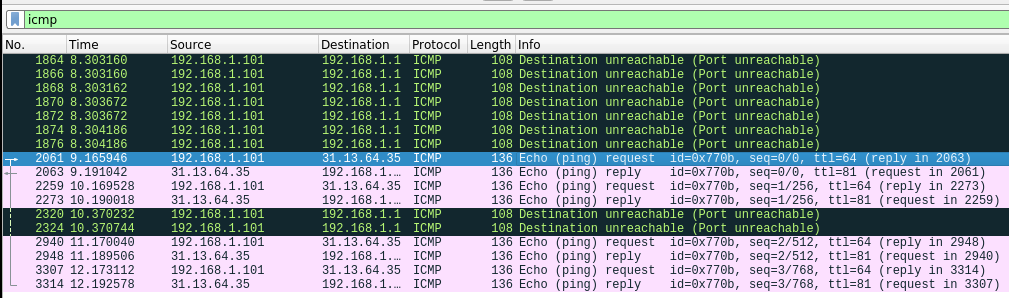 icmp
No. Time Source Destination Protocol Length Info
1864 8.303160 192.168.1.101 192.168.1.1 ICMP 108 Destination unreachable (Port unreachable)
1866 8.303160 192.168.1.101 192.168.1.1 ICMP 108 Destination unreachable (Port unreachable)
1868 8.303162 192.168.1.101 192.168.1.1 ICMP 108 Destination unreachable (Port unreachable)
1870 8.303672 192.168.1.101 192.168.1.1 ICMP 108 Destination unreachable (Port unreachable)
1872 8.303672 192.168.1.101 192.168.1.1 ICMP 108 Destination unreachable (Port unreachable)
1874 8.304186 192.168.1.101 192.168.1.1 ICMP 108 Destination unreachable (Port unreachable)
1876 8.304186 192.168.1.101 192.168.1.1 ICMP 108 Destination unreachable (Port unreachable)
2061 9.165946 192.168.1.101 31.13.64.35 ICMP 136 Echo (ping) request id=0x770b, seq=0/0, ttl=64 (reply in 2063)
2063 9.191042 31.13.64.35 192.168.1.… ICMP 136 Echo (ping) reply id=0x770b, seq=0/0, ttl=81 (request in 2061)
2259 10.169528 192.168.1.101 31.13.64.35 ICMP 136 Echo (ping) request id=0x770b, seq=1/256, ttl=64 (reply in 2273)
2273 10.190018 31.13.64.35 192.168.1.… ICMP 136 Echo (ping) reply id=0x770b, seq=1/256, ttl=81 (request in 2259)
2320 10.370232 192.168.1.101 192.168.1.1 ICMP 108 Destination unreachable (Port unreachable)
2324 10.370744 192.168.1.101 192.168.1.1 ICMP 108 Destination unreachable (Port unreachable)
2940 11.170040 192.168.1.101 31.13.64.35 ICMP 136 Echo (ping) request id=0x770b, seq=2/512, ttl=64 (reply in 2948)
2948 11.189506 31.13.64.35 192.168.1.… ICMP 136 Echo (ping) reply id=0x770b, seq=2/512, ttl=81 (request in 2940)
3307 12.173112 192.168.1.101 31.13.64.35 ICMP 136 Echo (ping) request id=0x770b, seq=3/768, ttl=64 (reply in 3314)
3314 12.192578 31.13.64.35 192.168.1.… ICMP 136 Echo (ping) reply id=0x770b, seq=3/768, ttl=81 (request in 3307)